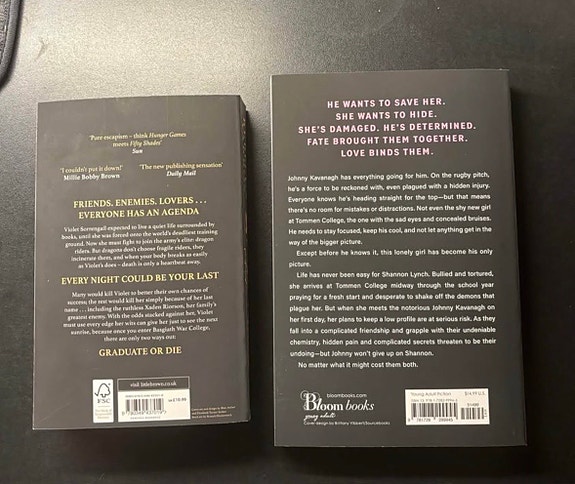 'Pure escapism – think Hunger Games
meets Fifty Shades'
Sun
'I couldn't put it down!'
Millie Bobby Brown
'The new publishing sensation'
Daily Mail
FRIENDS. ENEMIES. LOVERS . . .
EVERYONE HAS AN AGENDA
Violet Sorrengail expected to live a quiet life surrounded by
books, until she was forced onto the world's deadliest training
ground. Now she must fight to join the army's elite: dragon
riders. But dragons don't choose fragile riders, they
incinerate them, and when your body breaks as easily
as Violet's does – death is only a heartbeat away.
EVERY NIGHT COULD BE YOUR LAST
Many would kill Violet to better their own chances of
success; the rest would kill her simply because of her last
name . . . including the ruthless Xaden Riorson, her family's
greatest enemy. With the odds stacked against her, Violet
must use every edge her wits can give her just to see the next
sunrise, because once you enter Basgiath War College,
there are only two ways out:
GRADUATE OR DIE
visit littlebrown.co.uk
FSC
HE WANTS TO SAVE HER.
SHE WANTS TO HIDE.
SHE'S DAMAGED. HE'S DETERMINED.
FATE BROUGHT THEM TOGETHER.
LOVE BINDS THEM.
Johnny Kavanagh has everything going for him. On the rugby pitch,
he's a force to be reckoned with, even plagued with a hidden injury.
Everyone knows he's heading straight for the top—but that means
there's no room for mistakes or distractions. Not even the shy new girl
at Tommen College, the one with the sad eyes and concealed bruises.
He needs to stay focused, keep his cool, and not let anything get in the
way of the bigger picture.
Except before he knows it, this lonely girl has become his only
picture.
Life has never been easy for Shannon Lynch. Bullied and tortured,
she arrives at Tommen College midway through the school year
praying for a fresh start and desperate to shake off the demons that
plague her. But when she meets the notorious Johnny Kavanagh on
her first day, her plans to keep a low profile are at serious risk. As they
fall into a complicated friendship and grapple with their undeniable
chemistry, hidden pain and complicated secrets threaten to be their
undoing—but Johnny won't give up on Shannon.
No matter what it might cost them both.
bloombooks.com
Bloom books
young adult
Cover design by Brittany Vibbert/Sourcebooks
Young Adult Fiction
$14.99 U.S.